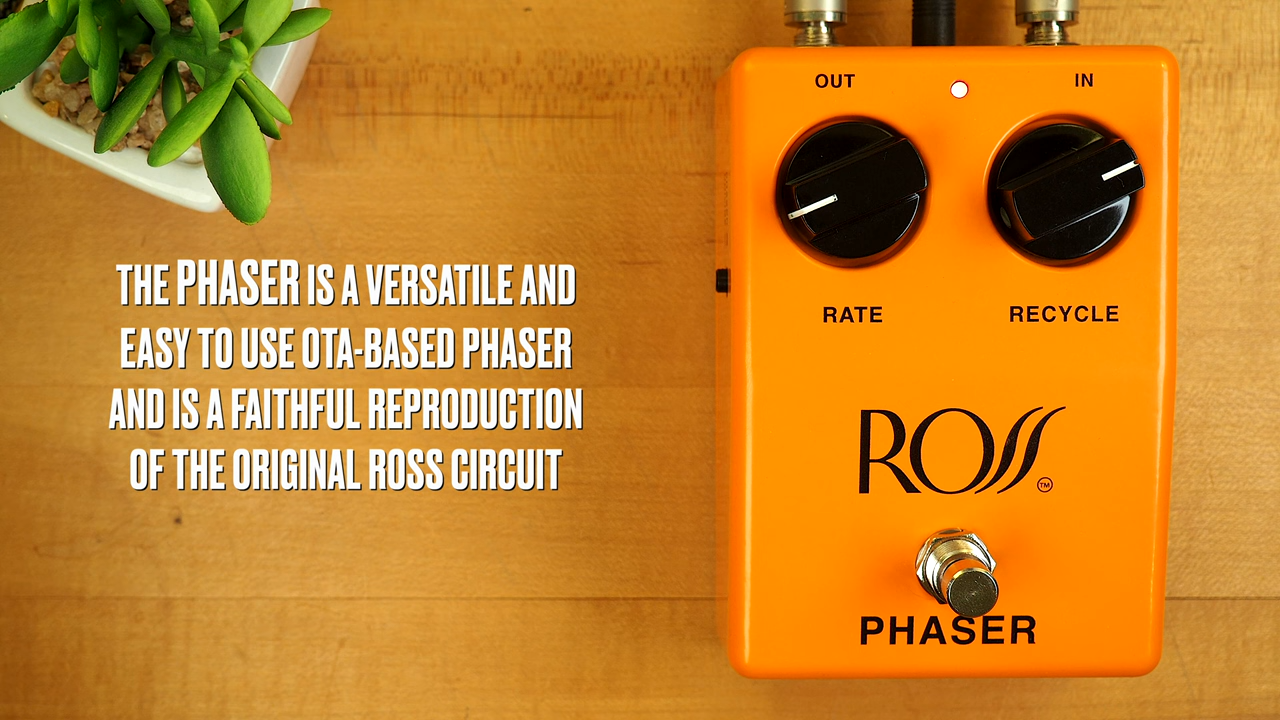 THE PHASER IS A VERSATILE AND
EASY TO USE OTA-BASED PHASER
AND IS A FAITHFUL REPRODUCTION
OF THE ORIGINAL ROSS CIRCUIT
OUT
IN
RATE
RECYCLE
ROSS TM
PHASER